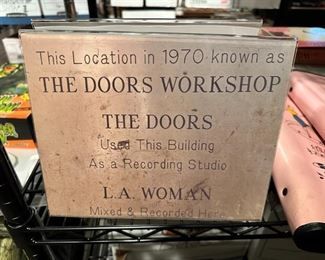 This Location in 1970 known as
THE DOORS WORKSHOP
THE DOORS
Used This Building
As a Recording Studio
L.A. WOMAN
Mixed & Recorded Here